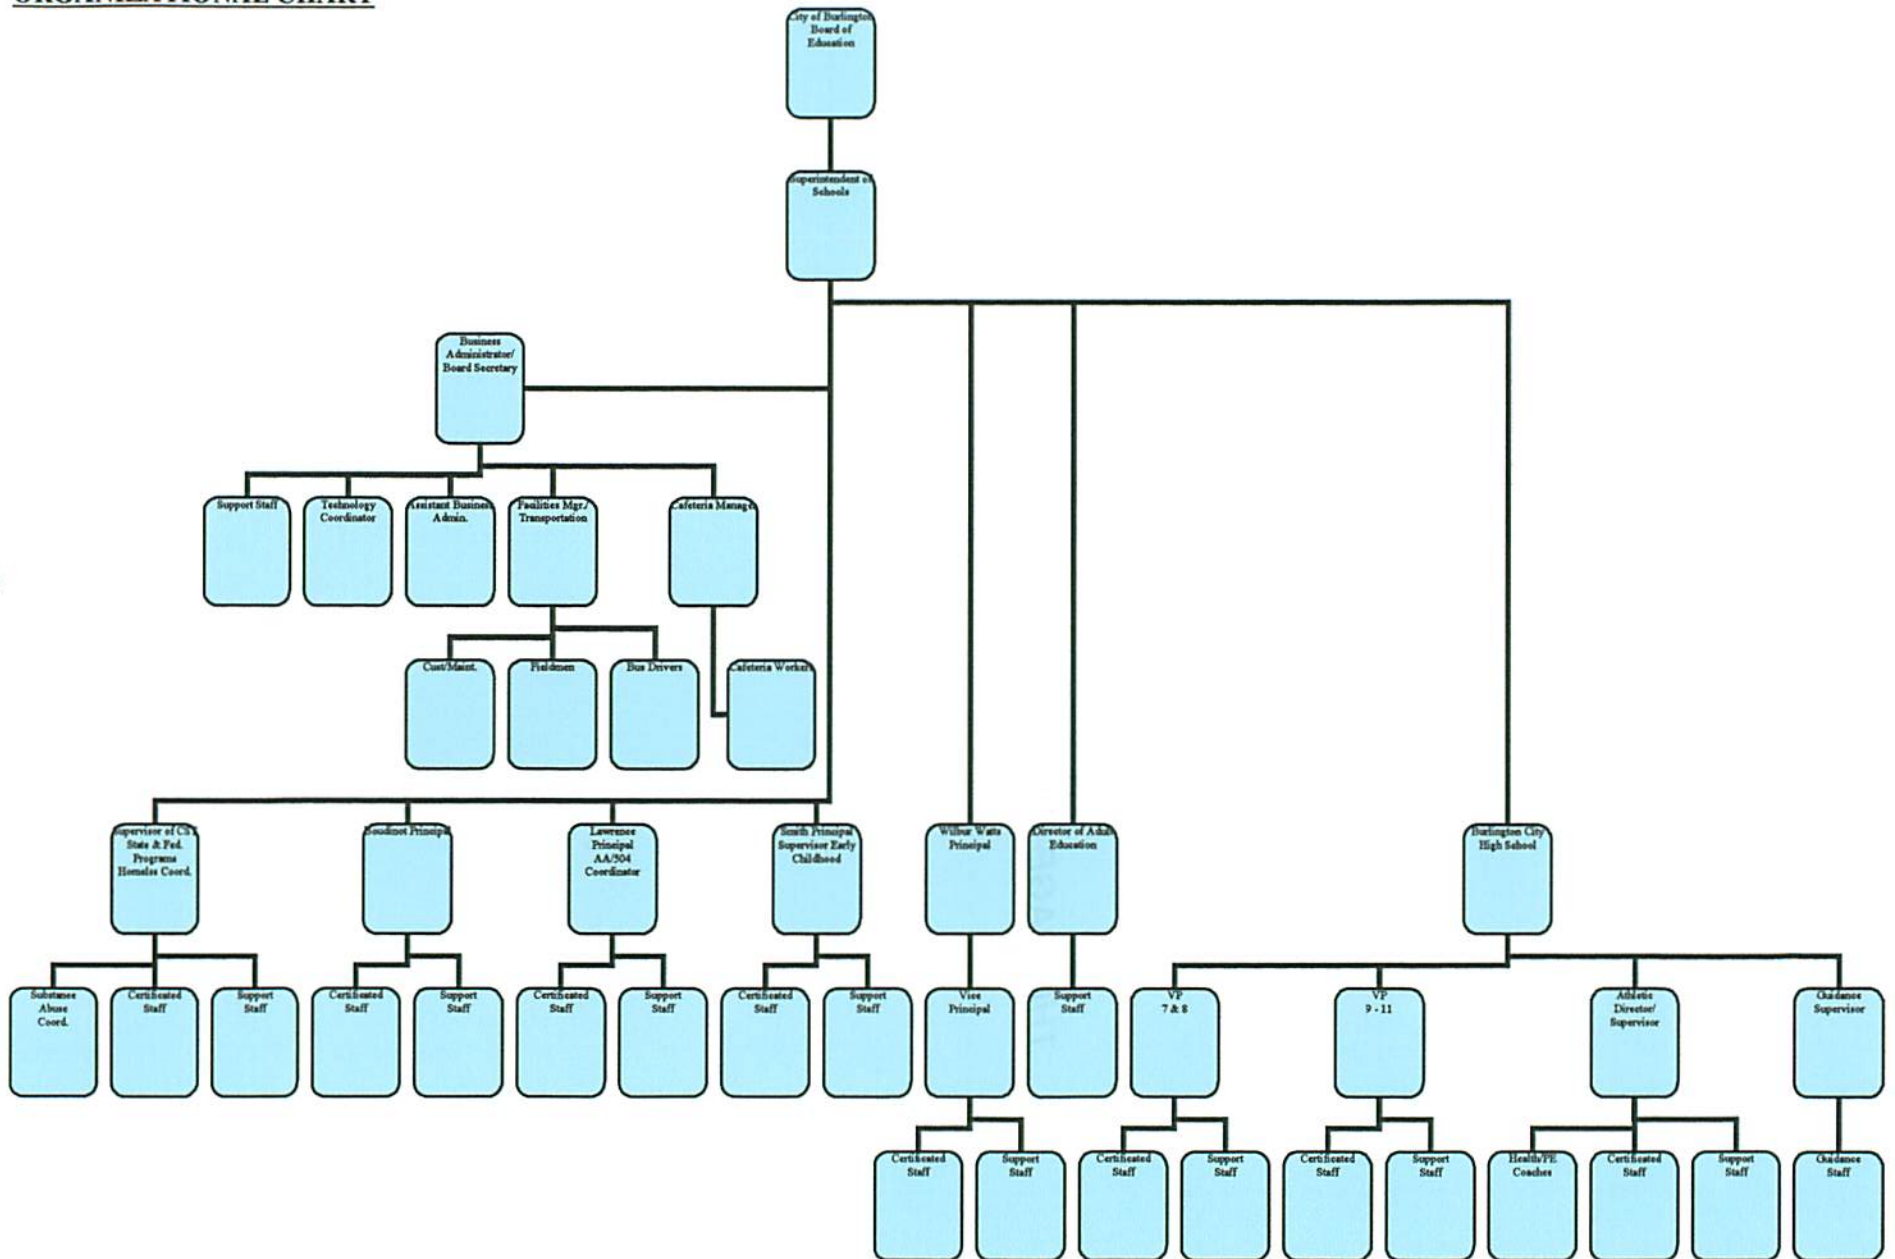 ORGANIZATIONAL CHART
City of Burlington
Board of
Education
Superintendent of
Schools
Business
Administrator/
Board Secretary
Support Staff
Technology
Coordinator
Assistant Business
Admin.
Facilities Mgr./
Transportation
Cafeteria Manager
Cust/Maint.
Fieldmen
Bus Drivers
Cafeteria Workers
Supervisor of CST
State & Fed.
Programs
Homeles Coord.
Boudinot Principal
Lawrence
Principal
AA/504
Coordinator
Smith Principal
Supervisor Early
Childhood
Wilbur Watts
Principal
Director of Adult
Education
Burlington City
High School
Substance
Abuse
Coord.
Certificated
Staff
Support
Staff
Certificated
Staff
Support
Staff
Certificated
Staff
Support
Staff
Certificated
Staff
Support
Staff
Vice
Principal
Support
Staff
VP
7 & 8
VP
9 - 11
Athletic
Director/
Supervisor
Guidance
Supervisor
Certificated
Staff
Support
Staff
Certificated
Staff
Support
Staff
Certificated
Staff
Support
Staff
Health/PE
Coaches
Certificated
Staff
Support
Staff
Guidance
Staff